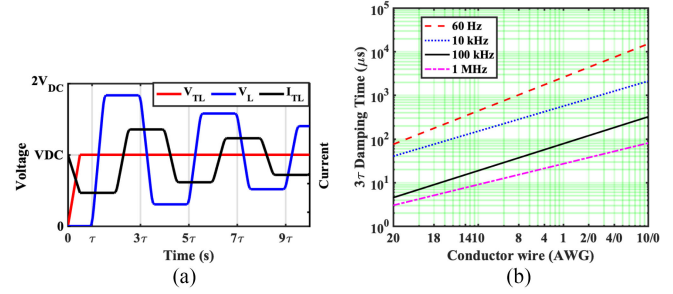 2V_DC
V_TL V_L I_TL
Voltage
VDC
Current
0
0 τ 3τ 5τ 7τ 9τ
Time (s)
(a)
10^5
60 Hz
10 kHz
100 kHz
1 MHz
10^4
3τ Damping Time (μs)
10^3
10^2
10^1
10^0
20 18 1410 8 4 1 2/0 4/0 10/0
Conductor wire (AWG)
(b)